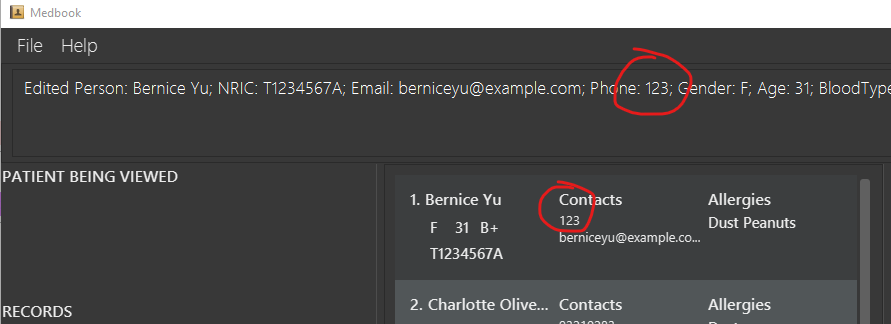 Medbook
File Help
Edited Person: Bernice Yu; NRIC: T1234567A; Email: berniceyu@example.com; Phone: 123; Gender: F; Age: 31; BloodType
PATIENT BEING VIEWED
1. Bernice Yu Contacts Allergies
F 31 B+ 123 Dust Peanuts
T1234567A berniceyu@example.co...
RECORDS
2. Charlotte Olive... Contacts Allergies